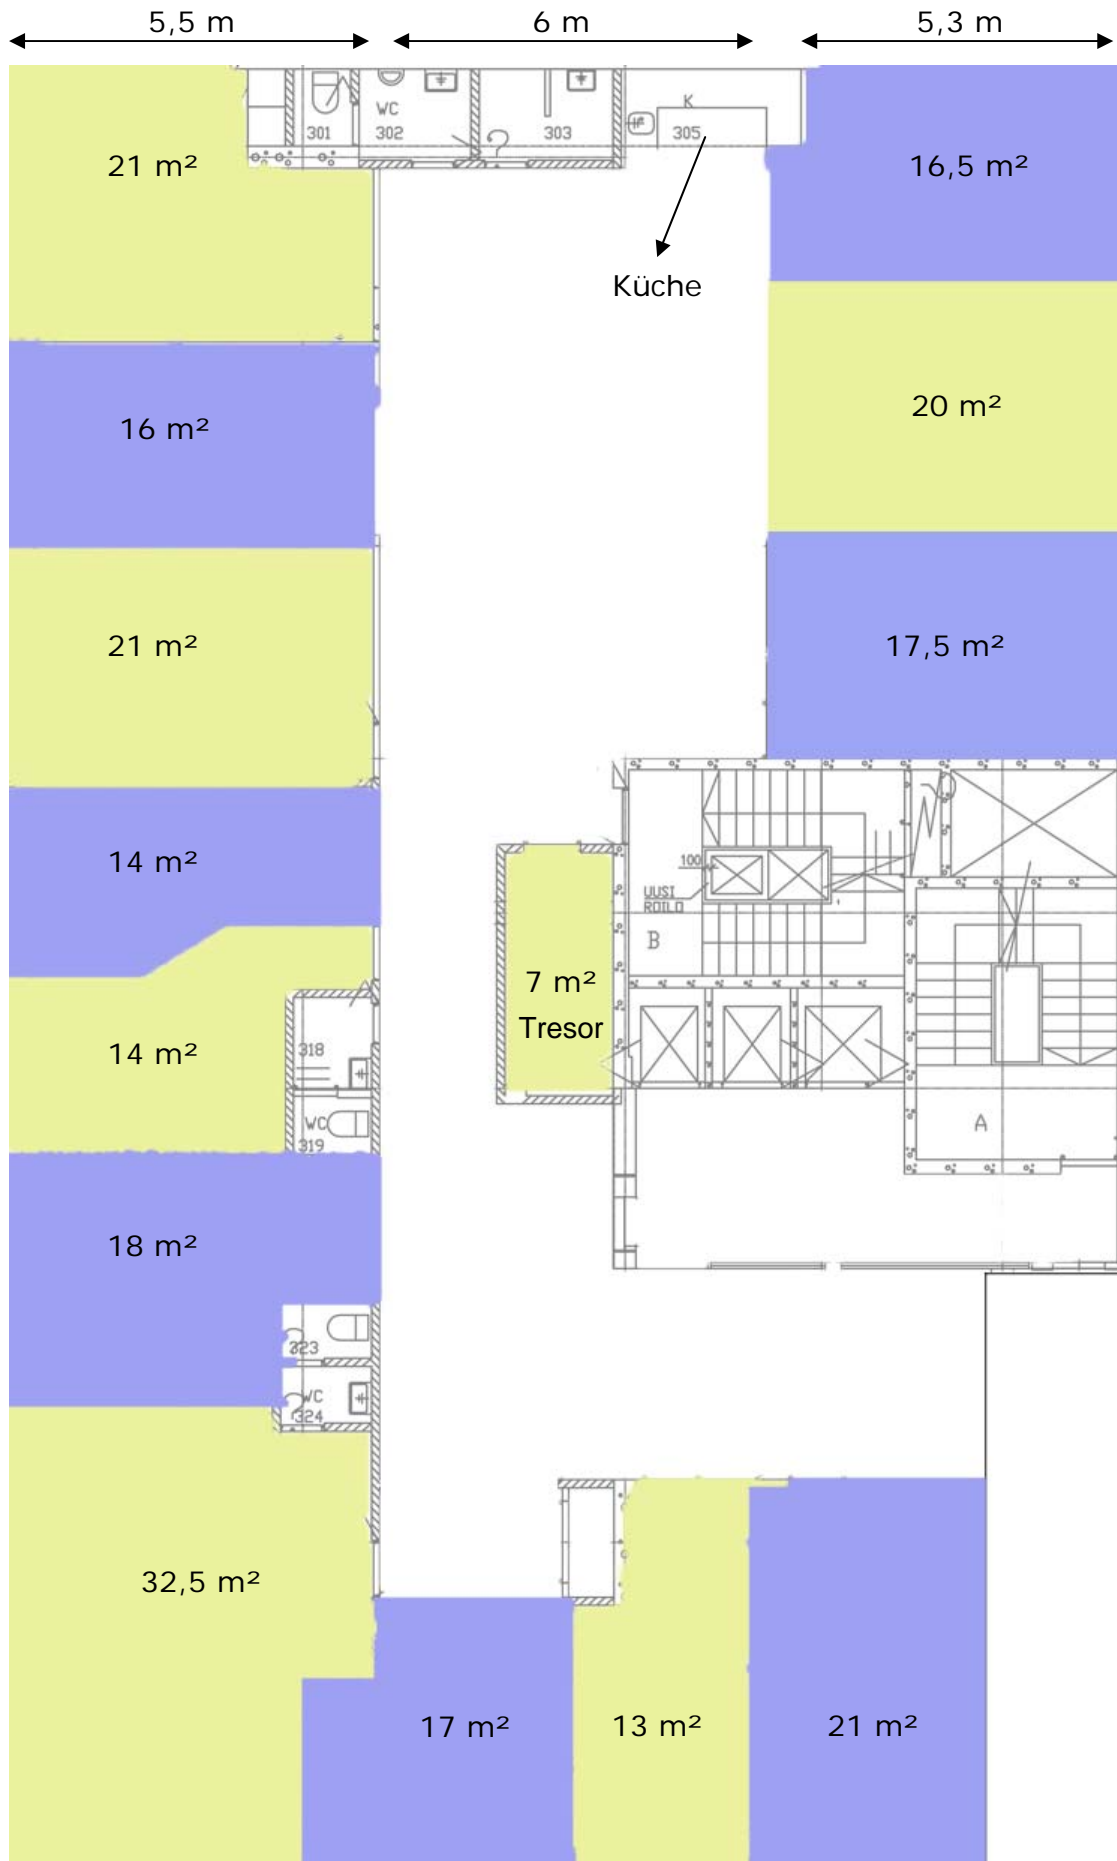 5,5 m 6 m 5,3 m
WC K
301 302 303 305
21 m² 16,5 m²
Küche
16 m² 20 m²
21 m² 17,5 m²
14 m²
100
UUSI
ROILO
B
7 m²
Tresor
14 m²
318
WC
319
A
18 m²
323
WC
324
32,5 m²
17 m² 13 m² 21 m²